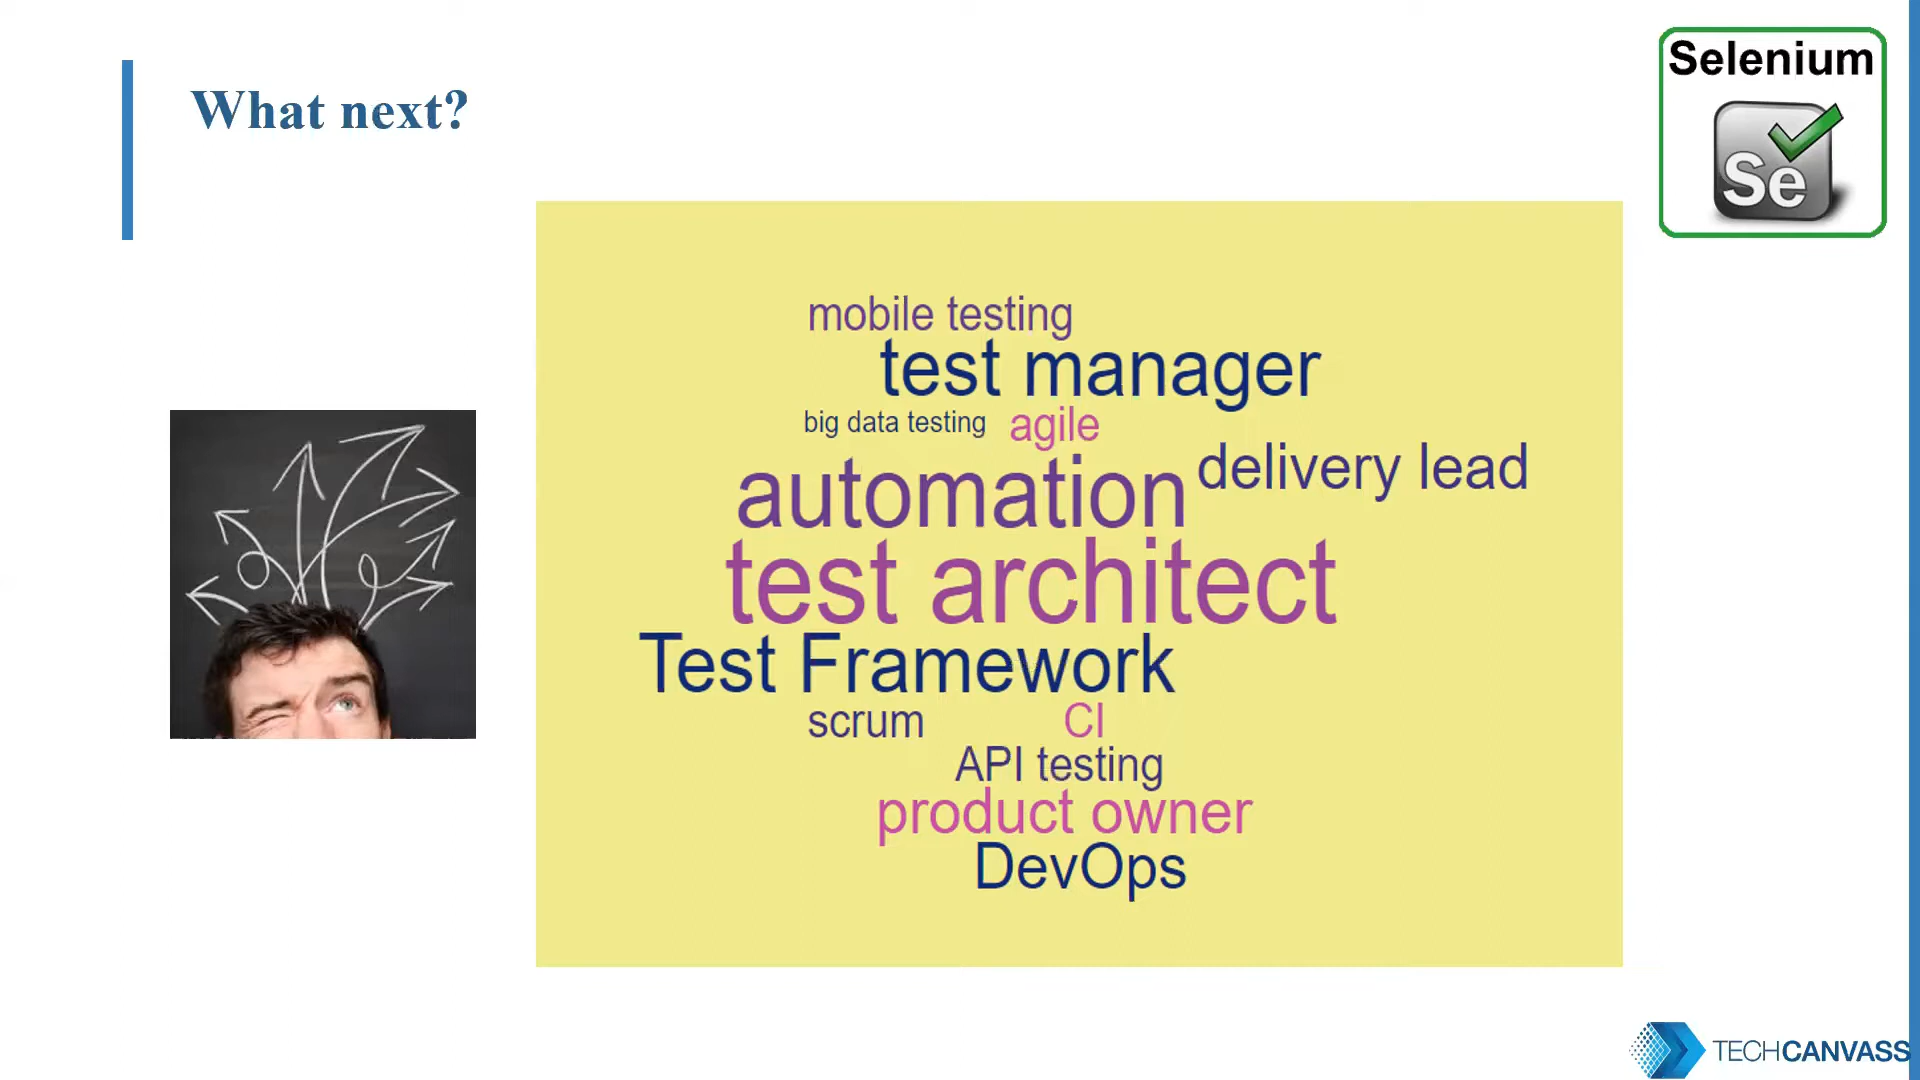 What next?
Selenium
Se
mobile testing
test manager
big data testing agile
automation delivery lead
test architect
Test Framework
scrum CI
API testing
product owner
DevOps
TECHCANVASS